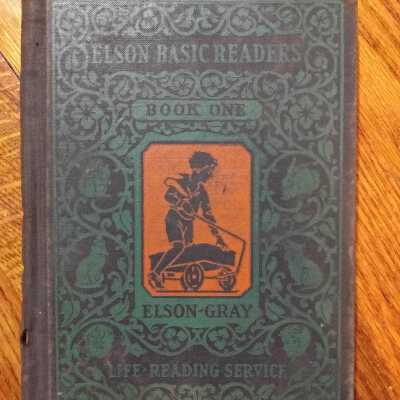 ELSON BASIC READERS
BOOK ONE
ELSON-GRAY
LIFE-READING SERVICE